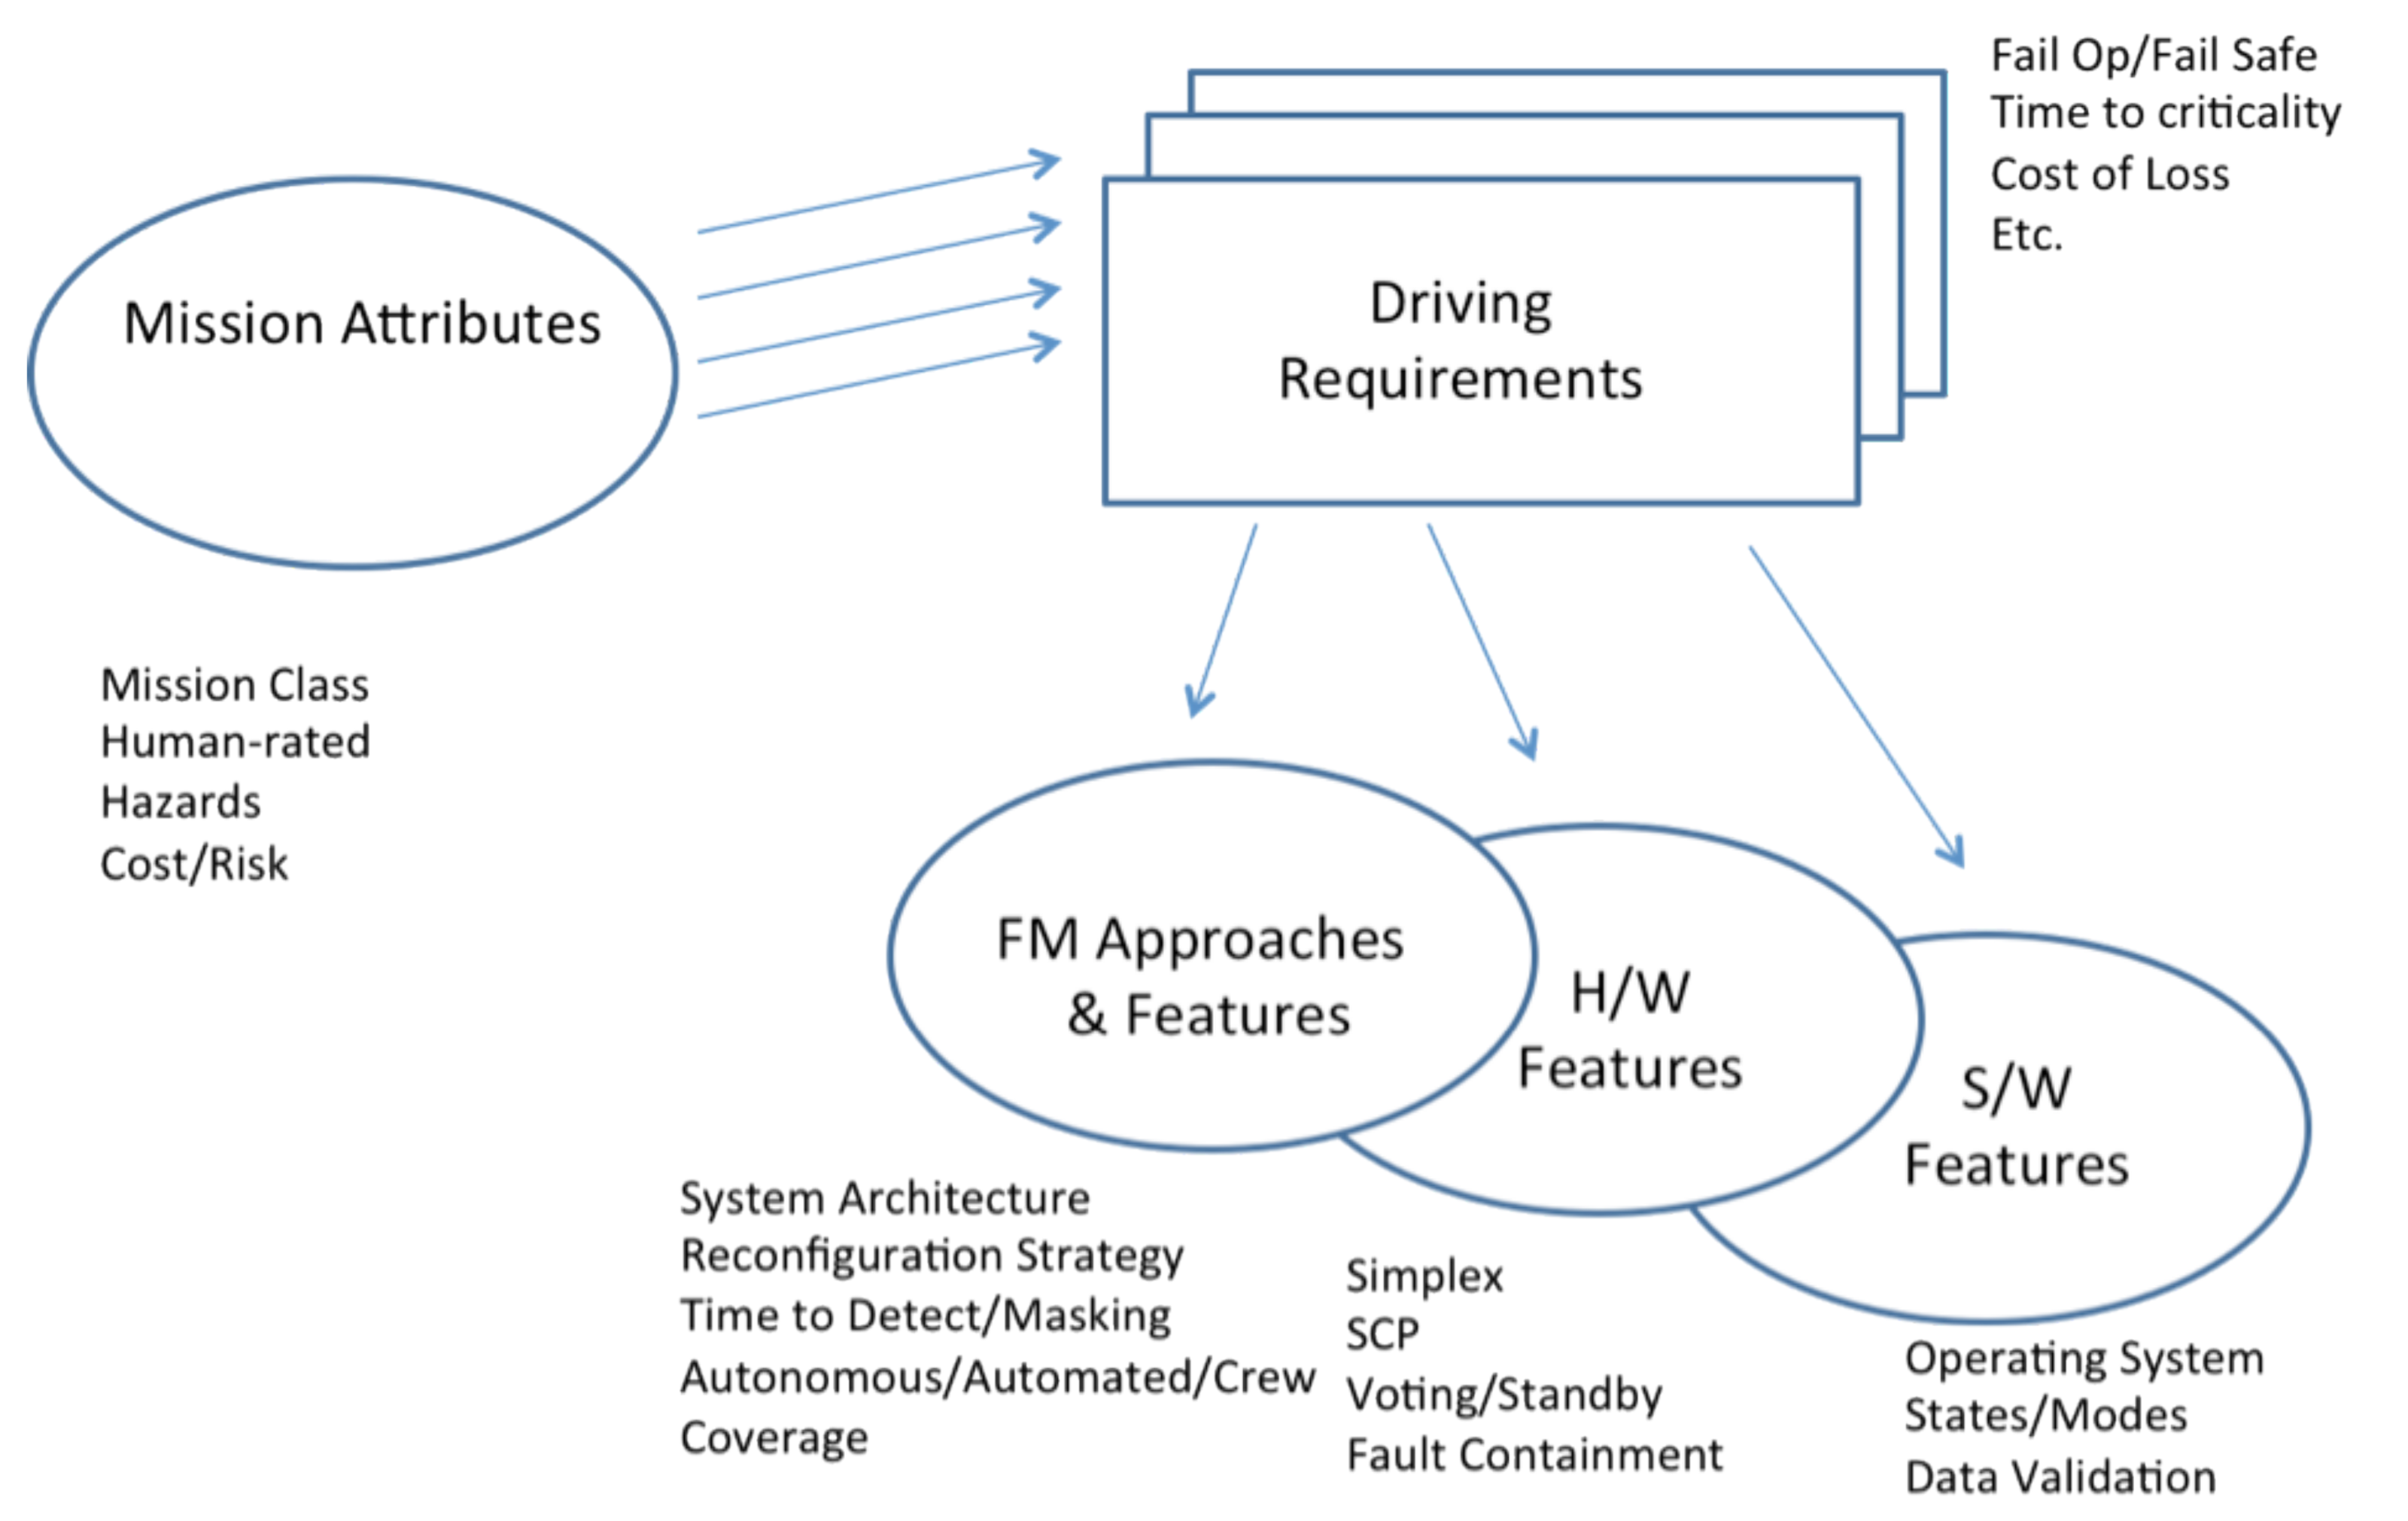 Fail Op/Fail Safe
Time to criticality
Cost of Loss
Etc.
Mission Attributes
Driving
Requirements
Mission Class
Human-rated
Hazards
Cost/Risk
FM Approaches
& Features
H/W
Features
S/W
Features
System Architecture
Reconfiguration Strategy
Time to Detect/Masking
Autonomous/Automated/Crew
Coverage
Simplex
SCP
Voting/Standby
Fault Containment
Operating System
States/Modes
Data Validation